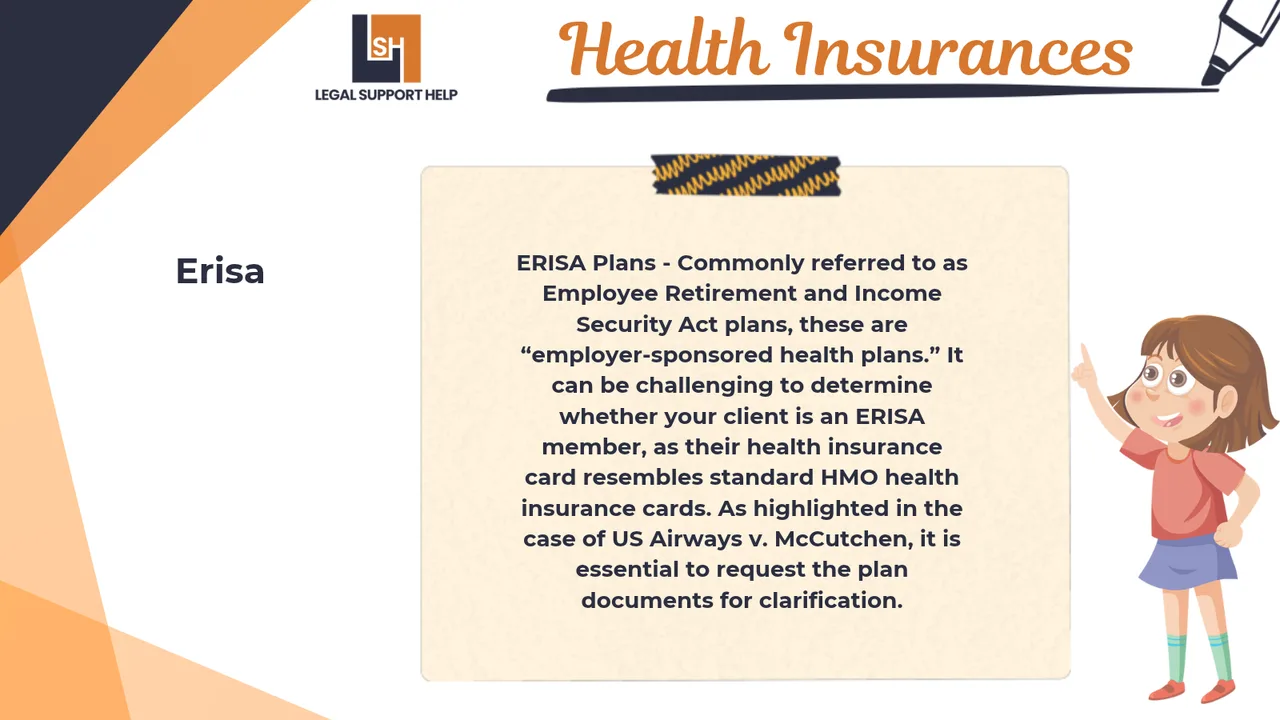 SH
LEGAL SUPPORT HELP
Health Insurances
Erisa
ERISA Plans - Commonly referred to as
Employee Retirement and Income
Security Act plans, these are
“employer-sponsored health plans.” It
can be challenging to determine
whether your client is an ERISA
member, as their health insurance
card resembles standard HMO health
insurance cards. As highlighted in the
case of US Airways v. McCutchen, it is
essential to request the plan
documents for clarification.